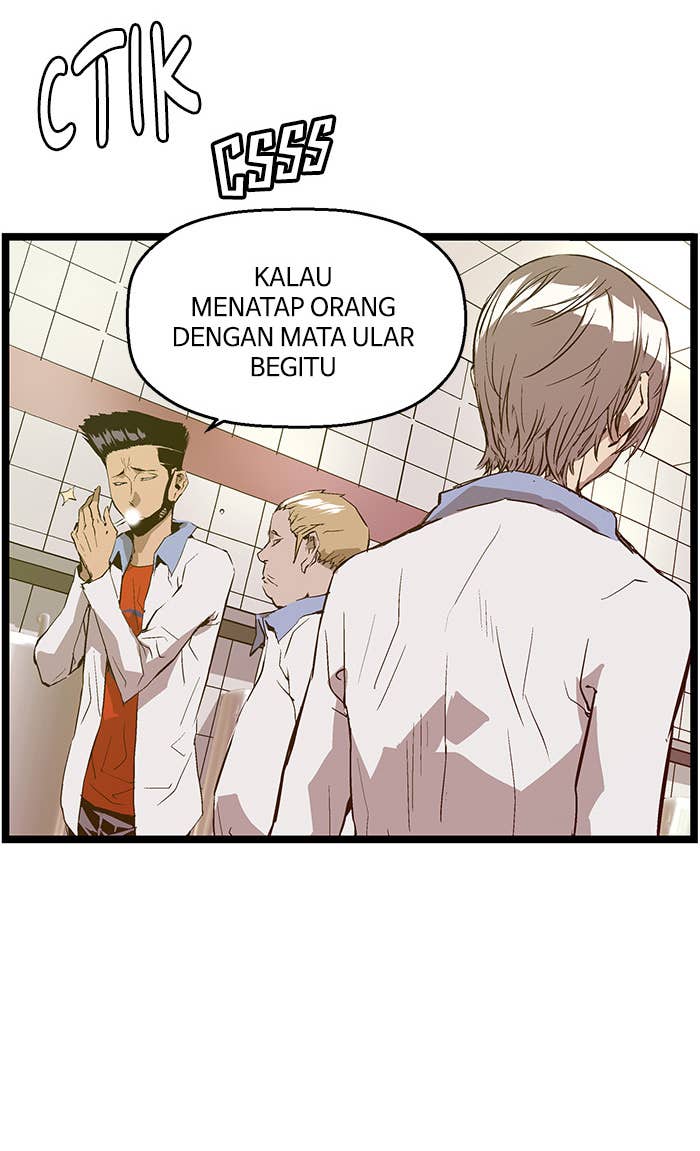 CTIK
CSSS
KALAU
MENATAP ORANG
DENGAN MATA ULAR
BEGITU